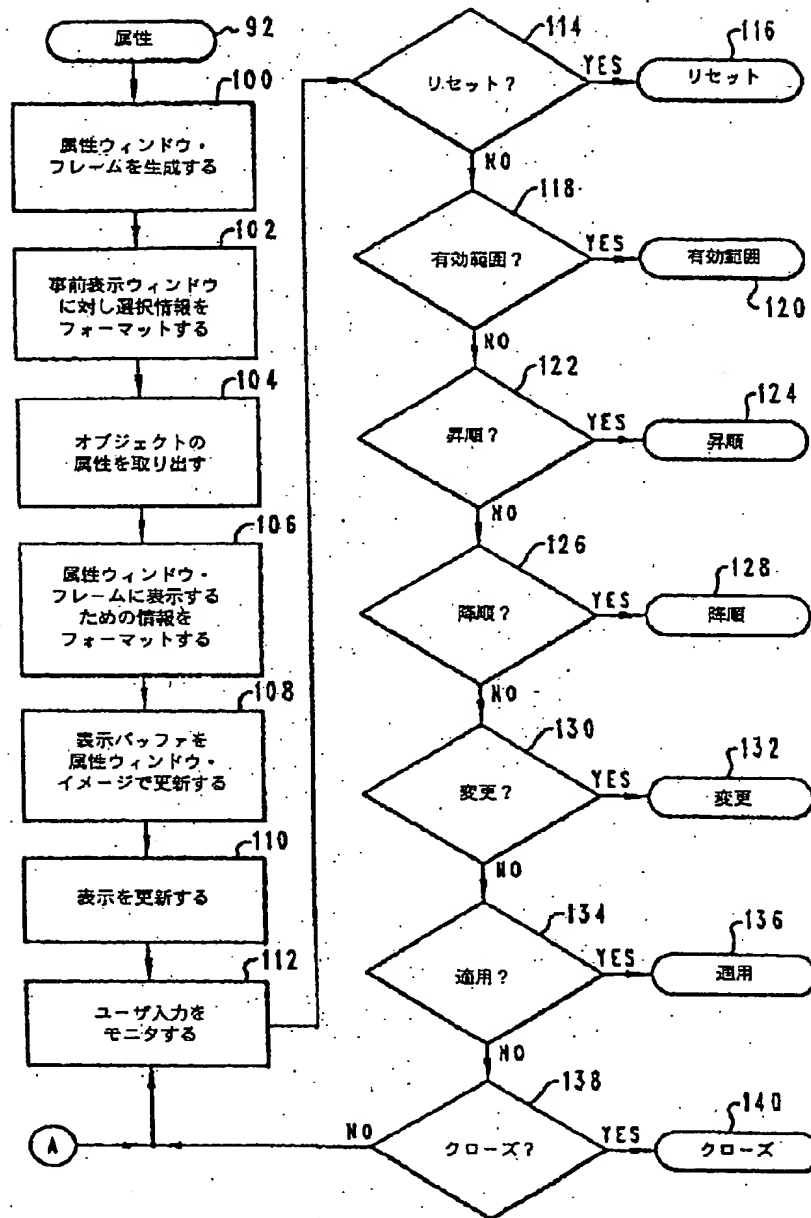 属性
92
100
属性ウィンドウ・
フレームを生成する
102
事前表示ウィンドウ
に対し選択情報を
フォーマットする
104
オブジェクトの
属性を取り出す
106
属性ウィンドウ・
フレームに表示する
ための情報を
フォーマットする
108
表示バッファを
属性ウィンドウ・
イメージで更新する
110
表示を更新する
112
ユーザ入力を
モニタする
A
114
リセット?
YES
116
リセット
NO
118
有効範囲?
YES
有効範囲
120
NO
122
昇順?
YES
124
昇順
NO
126
降順?
YES
128
降順
NO
130
変更?
YES
132
変更
NO
134
適用?
YES
136
適用
NO
138
クローズ?
YES
140
クローズ
NO